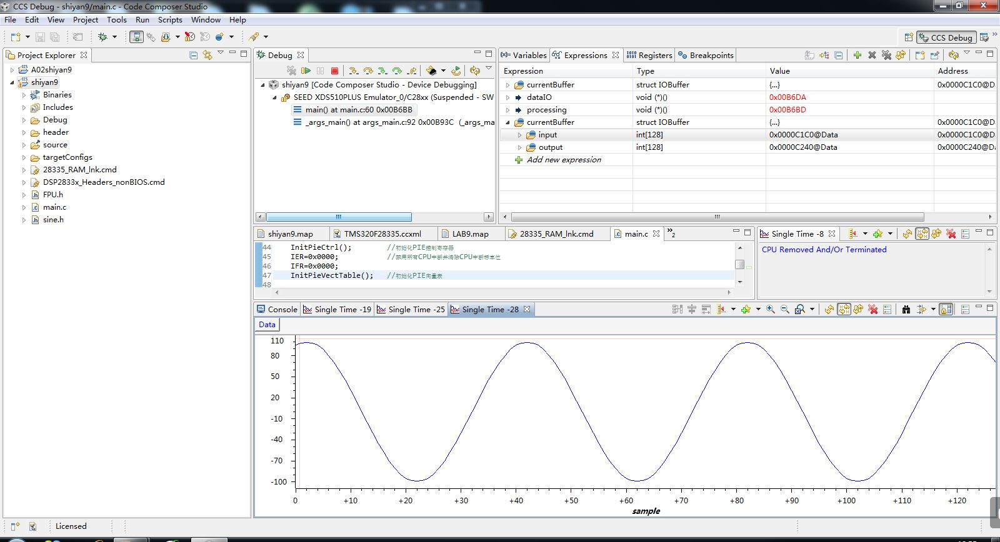 CCS Debug - shiyan9/main.c - Code Composer Studio
File Edit View Project Tools Run Scripts Window Help
CCS Debug
Project Explorer
A02shiyan9
shiyan9
Binaries
Includes
Debug
header
source
targetConfigs
28335_RAM_lnk.cmd
DSP2833x_Headers_nonBIOS.cmd
FPU.h
main.c
sine.h
Debug
shiyan9 [Code Composer Studio - Device Debugging]
SEED XDS510PLUS Emulator_0/C28xx (Suspended - SW
main() at main.c:60 0x00B6BB
_args_main() at args_main.c:92 0x00B93C (_args_ma
Variables Expressions Registers Breakpoints
Expression Type Value Address
currentBuffer struct IOBuffer {...} 0x0000C1C0@D
dataIO void (*)() 0x00B6DA
processing void (*)() 0x00B6BD
currentBuffer struct IOBuffer {...} 0x0000C1C0@D
input int[128] 0x0000C1C0@Data 0x0000C1C0@D
output int[128] 0x0000C240@Data 0x0000C240@D
Add new expression
shiyan9.map TMS320F28335.ccxml LAB9.map 28335_RAM_lnk.cmd main.c 2
44 InitPieCtrl(); //初始化PIE控制寄存器
45 IER=0x0000; //禁用所有CPU中断并清除CPU中断标志位
46 IFR=0x0000;
47 InitPieVectTable(); //初始化PIE向量表
48
Single Time -8
CPU Removed And/Or Terminated
Console Single Time -19 Single Time -25 Single Time -28
Data
110
80
50
20
-10
-40
-70
-100
0 +10 +20 +30 +40 +50 +60 +70 +80 +90 +100 +110 +120
sample
Licensed